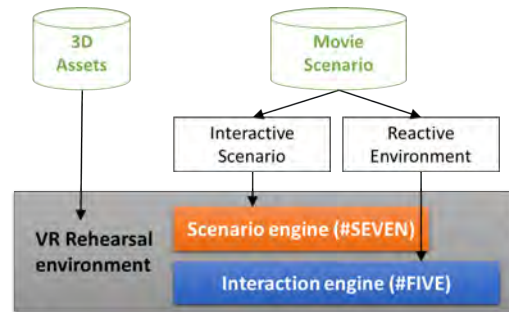 3D
Assets
Movie
Scenario
Interactive
Scenario
Reactive
Environment
VR Rehearsal
environment
Scenario engine (#SEVEN)
Interaction engine (#FIVE)